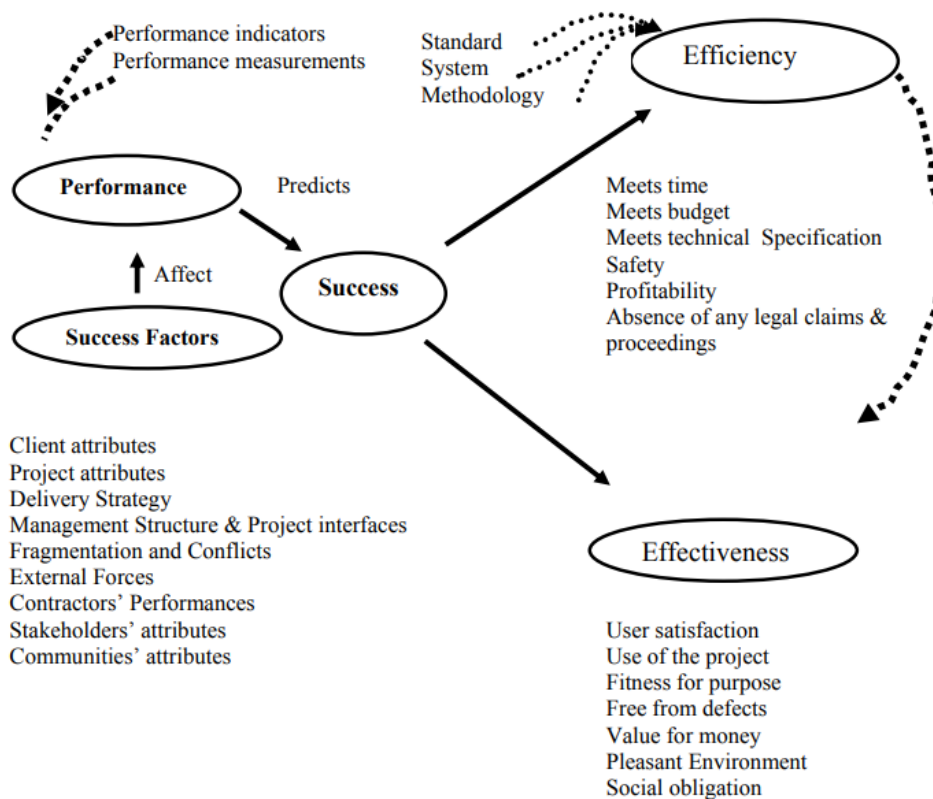 Performance indicators
Performance measurements
Standard
System
Methodology
Efficiency
Performance
Predicts
Meets time
Meets budget
Meets technical Specification
Safety
Profitability
Absence of any legal claims &
proceedings
Affect
Success
Success Factors
Client attributes
Project attributes
Delivery Strategy
Management Structure & Project interfaces
Fragmentation and Conflicts
External Forces
Contractors’ Performances
Stakeholders’ attributes
Communities’ attributes
Effectiveness
User satisfaction
Use of the project
Fitness for purpose
Free from defects
Value for money
Pleasant Environment
Social obligation